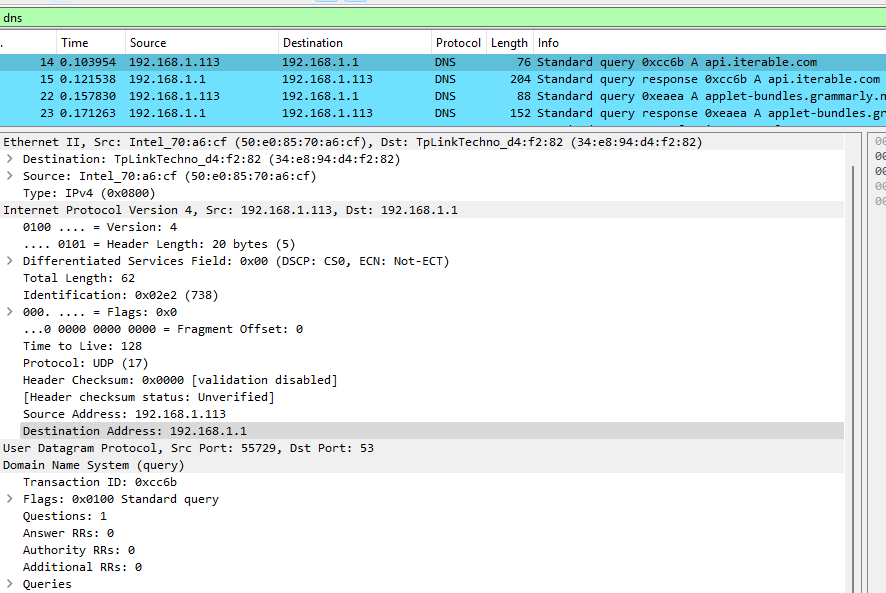 dns
. Time Source Destination Protocol Length Info
14 0.103954 192.168.1.113 192.168.1.1 DNS 76 Standard query 0xcc6b A api.iterable.com
15 0.121538 192.168.1.1 192.168.1.113 DNS 204 Standard query response 0xcc6b A api.iterable.com
22 0.157830 192.168.1.113 192.168.1.1 DNS 88 Standard query 0xeaea A applet-bundles.grammarly.n
23 0.171263 192.168.1.1 192.168.1.113 DNS 152 Standard query response 0xeaea A applet-bundles.gr
Ethernet II, Src: Intel_70:a6:cf (50:e0:85:70:a6:cf), Dst: TpLinkTechno_d4:f2:82 (34:e8:94:d4:f2:82)
Destination: TpLinkTechno_d4:f2:82 (34:e8:94:d4:f2:82)
Source: Intel_70:a6:cf (50:e0:85:70:a6:cf)
Type: IPv4 (0x0800)
Internet Protocol Version 4, Src: 192.168.1.113, Dst: 192.168.1.1
0100 .... = Version: 4
.... 0101 = Header Length: 20 bytes (5)
Differentiated Services Field: 0x00 (DSCP: CS0, ECN: Not-ECT)
Total Length: 62
Identification: 0x02e2 (738)
000. .... = Flags: 0x0
...0 0000 0000 0000 = Fragment Offset: 0
Time to Live: 128
Protocol: UDP (17)
Header Checksum: 0x0000 [validation disabled]
[Header checksum status: Unverified]
Source Address: 192.168.1.113
Destination Address: 192.168.1.1
User Datagram Protocol, Src Port: 55729, Dst Port: 53
Domain Name System (query)
Transaction ID: 0xcc6b
Flags: 0x0100 Standard query
Questions: 1
Answer RRs: 0
Authority RRs: 0
Additional RRs: 0
Queries